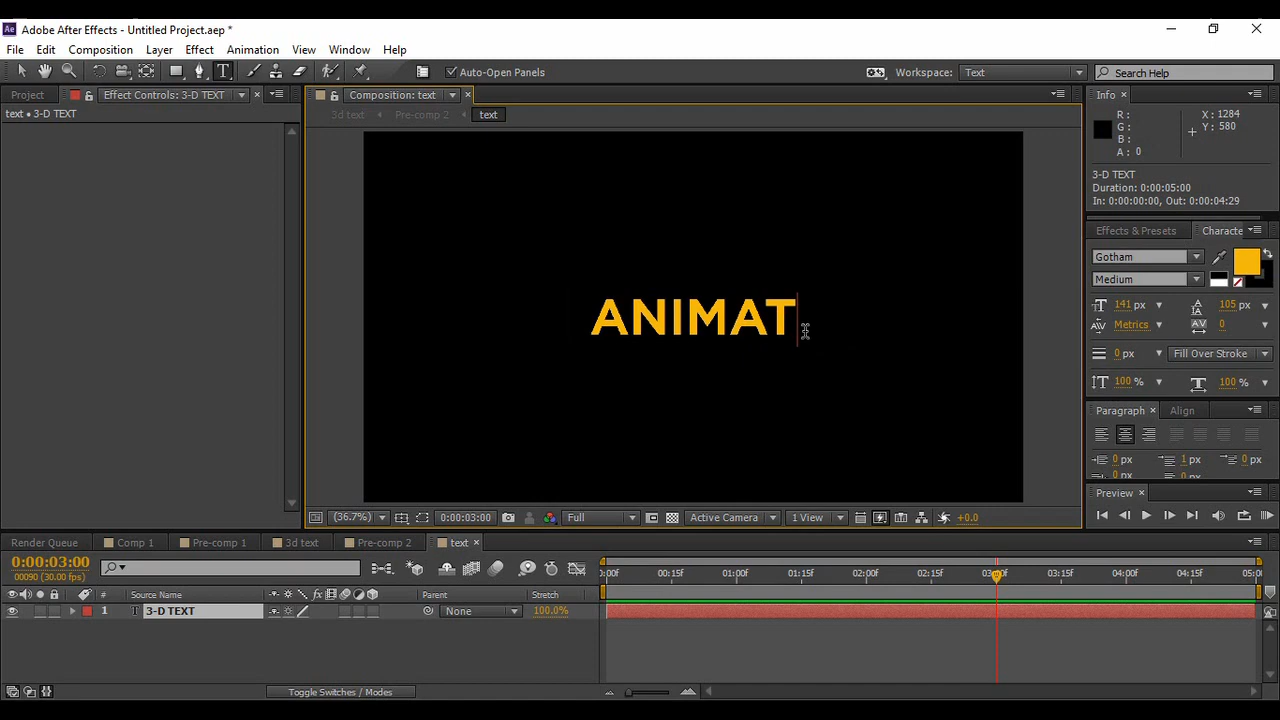 Ae Adobe After Effects - Untitled Project.aep *
File Edit Composition Layer Effect Animation View Window Help
T Auto-Open Panels Workspace: Text Search Help
Project Effect Controls: 3-D TEXT Composition: text Info
text • 3-D TEXT 3d text Pre-comp 2 text
R : X : 1284
G : Y : 580
B :
A : 0
3-D TEXT
Duration: 0:00:05:00
In: 0:00:00:00, Out: 0:00:04:29
Effects & Presets Characte
Gotham
Medium
141 px 105 px
Metrics 0
0 px Fill Over Stroke
100 % 100 %
ANIMAT
Paragraph Align
0 px 1 px 0 px
0 px 0 px
Preview
(36.7%) 0:00:03:00 Full Active Camera 1 View +0.0
Render Queue Comp 1 Pre-comp 1 3d text Pre-comp 2 text
0:00:03:00
00090 (30.00 fps)
:00f 00:15f 01:00f 01:15f 02:00f 02:15f 03:00f 03:15f 04:00f 04:15f 05:0
# Source Name Parent Stretch
1 T 3-D TEXT None 100.0%
Toggle Switches / Modes